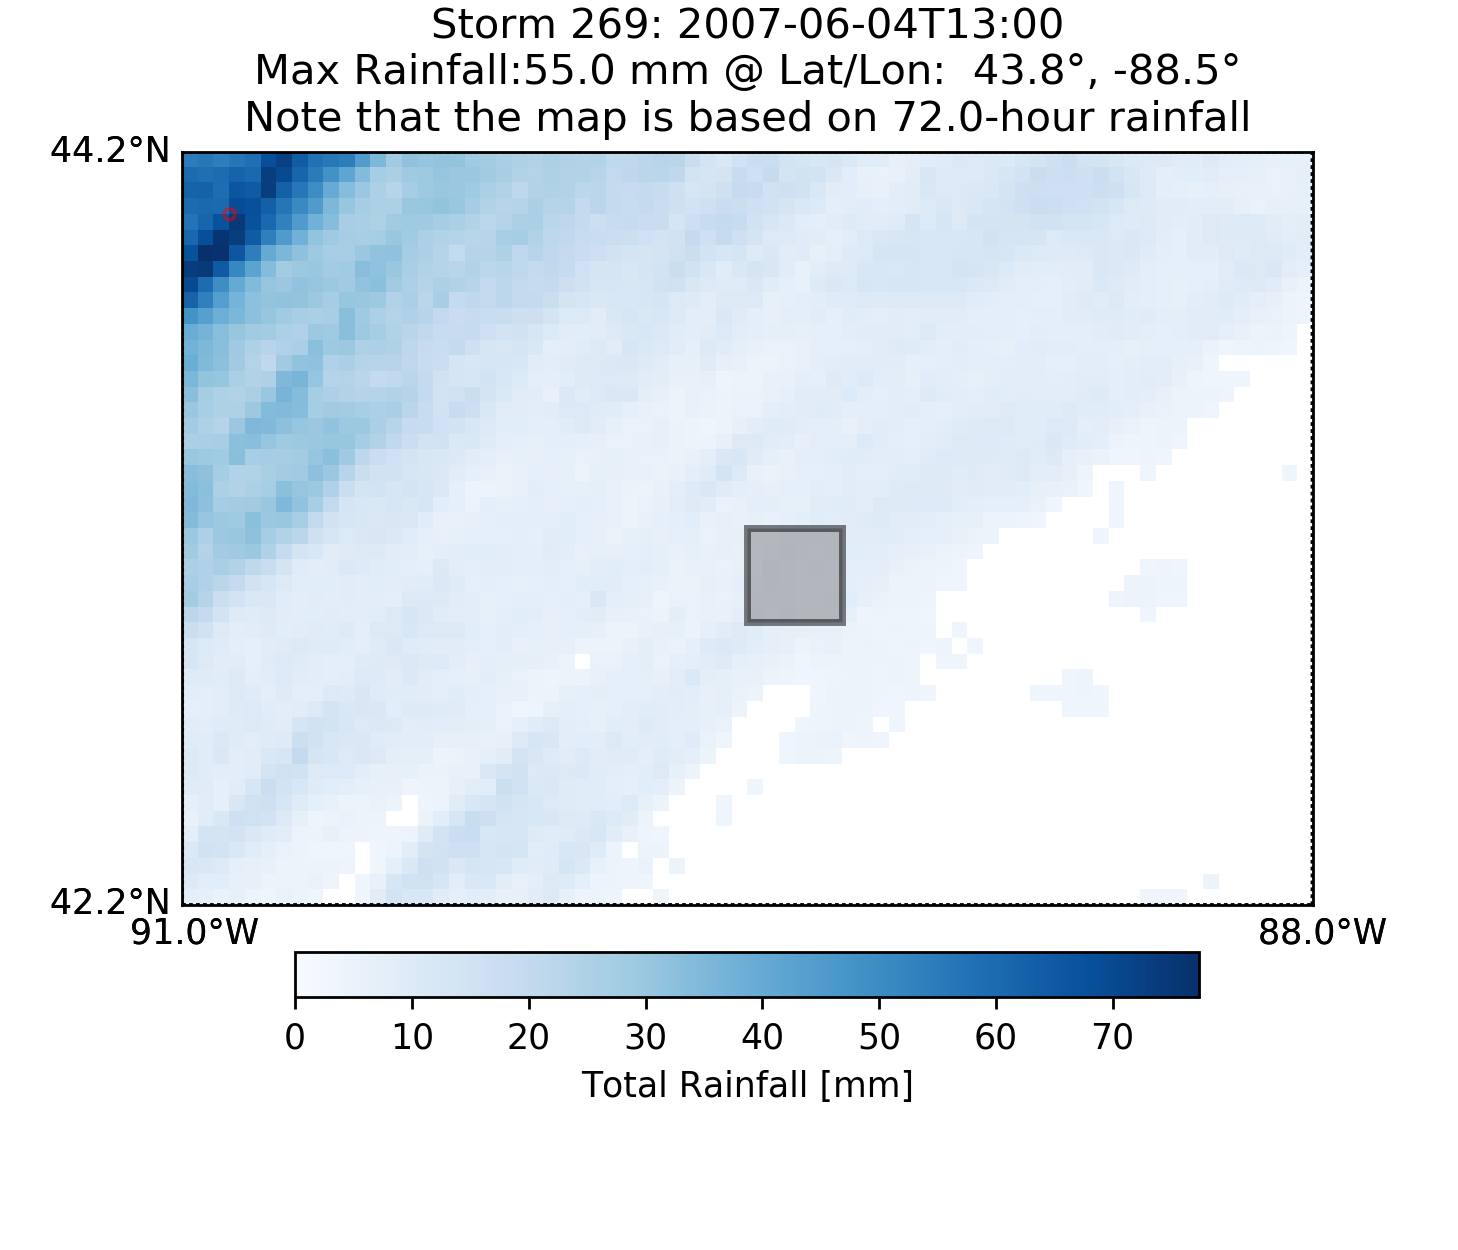 Storm 269: 2007-06-04T13:00
Max Rainfall:55.0 mm @ Lat/Lon:  43.8°, -88.5°
Note that the map is based on 72.0-hour rainfall
44.2°N
42.2°N
91.0°W 88.0°W
0 10 20 30 40 50 60 70
Total Rainfall [mm]